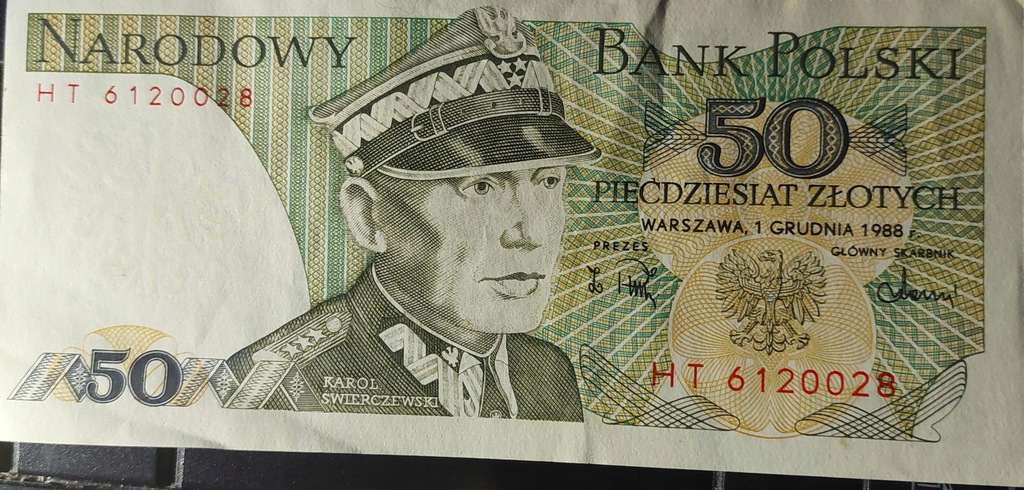 NARODOWY BANK POLSKI
HT 6120028
50
PIĘĆDZIESIĄT ZŁOTYCH
WARSZAWA, 1 GRUDNIA 1988 r.
PREZES
GŁÓWNY SKARBNIK
HT 6120028
50
KAROL
ŚWIERCZEWSKI